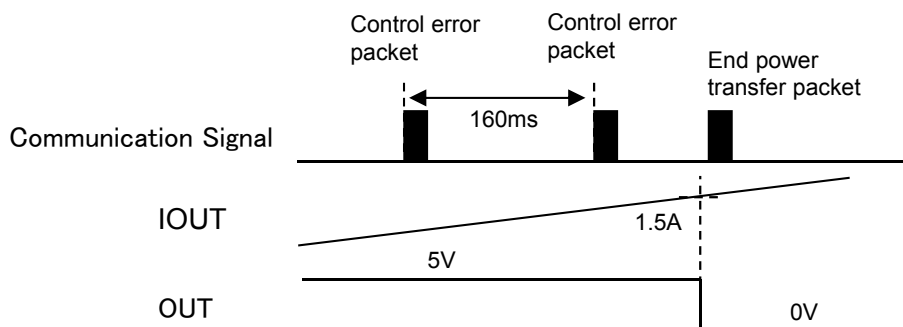 Control error
packet
Control error
packet
End power
transfer packet
160ms
Communication Signal
IOUT
1.5A
5V
OUT
0V